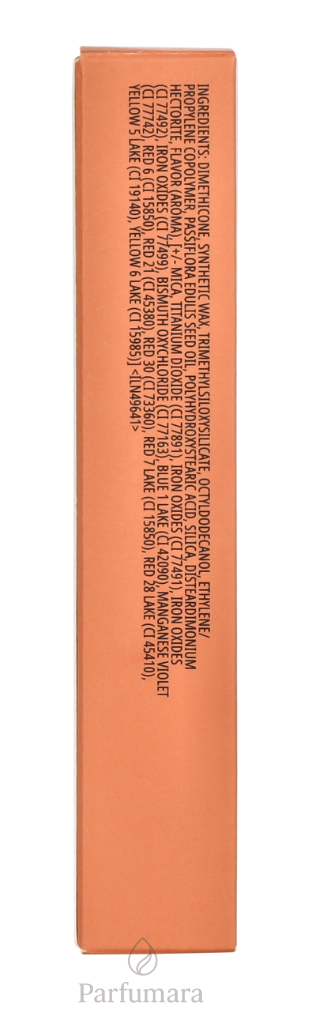 INGREDIENTS: DIMETHICONE, SYNTHETIC WAX, TRIMETHYLSILOXYSILICATE, OCTYLDODECANOL, ETHYLENE/
PROPYLENE COPOLYMER, PASSIFLORA EDULIS SEED OIL, POLYHYDROXYSTEARIC ACID, SILICA, DISTEARDIMONIUM
HECTORITE, FLAVOR (AROMA), [+/- MICA, TITANIUM DIOXIDE (CI 77891), IRON OXIDES (CI 77491), IRON OXIDES
(CI 77492), IRON OXIDES (CI 77499), BISMUTH OXYCHLORIDE (CI 77163), BLUE 1 LAKE (CI 42090), MANGANESE VIOLET
(CI 77742), RED 6 (CI 15850), RED 21 (CI 45380), RED 30 (CI 73360), RED 7 LAKE (CI 15850), RED 28 LAKE (CI 45410),
YELLOW 5 LAKE (CI 19140), YELLOW 6 LAKE (CI 15985)] <ILN49641>
Parfumara